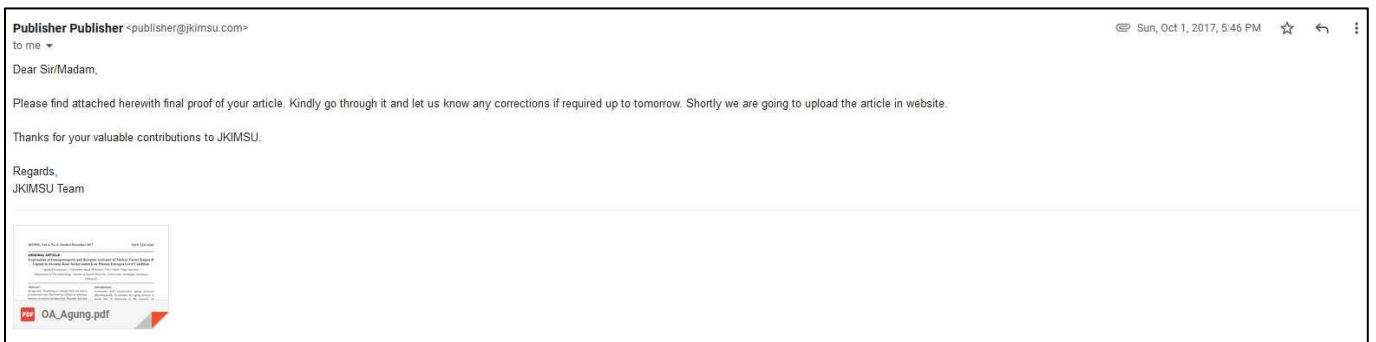 Publisher Publisher <publisher@jkimsu.com>
Sun, Oct 1, 2017, 5:46 PM
to me
Dear Sir/Madam,
Please find attached herewith final proof of your article. Kindly go through it and let us know any corrections if required up to tomorrow. Shortly we are going to upload the article in website.
Thanks for your valuable contributions to JKIMSU.
Regards,
JKIMSU Team
ORIGINAL ARTICLE
PDF OA_Agung.pdf